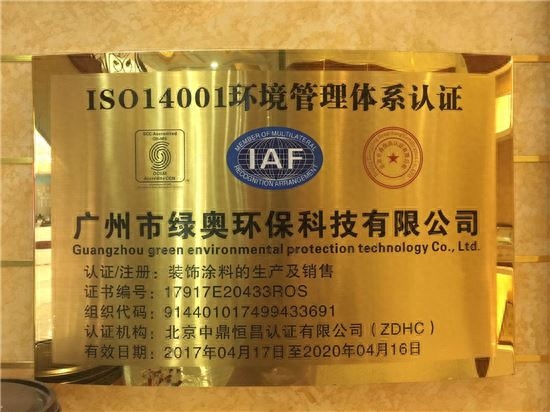 ISO14001环境管理体系认证
MEMBER OF MULTILATERAL
IAF
RECOGNITION ARRANGEMENT
广州市绿奥环保科技有限公司
Guangzhou green environmental protection technology Co., Ltd.
认证/注册：装饰涂料的生产及销售
证书编号：17917E20433ROS
组织代码：914401017499433691
认证机构：北京中鼎恒昌认证有限公司（ZDHC）
有效日期：2017年04月17日至2020年04月16日